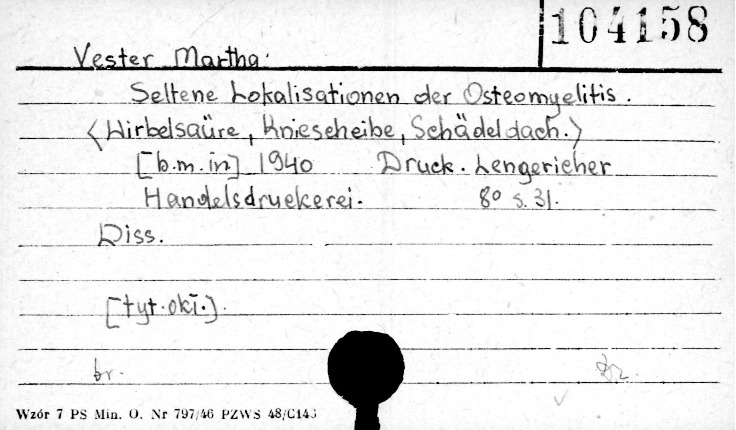 104158
Vester Martha:
Seltene Lokalisationen der Osteomyelitis.
<Wirbelsaüre, Kniescheibe, Schädeldach.>
[b.m.in] 1940 Druck. Lengericher
Handelsdruckerei. 8° s. 31.
Diss.
[tyt. okł.].
br.
Wzór 7 PS Min. O. Nr 797/46 PZWS 48/C143